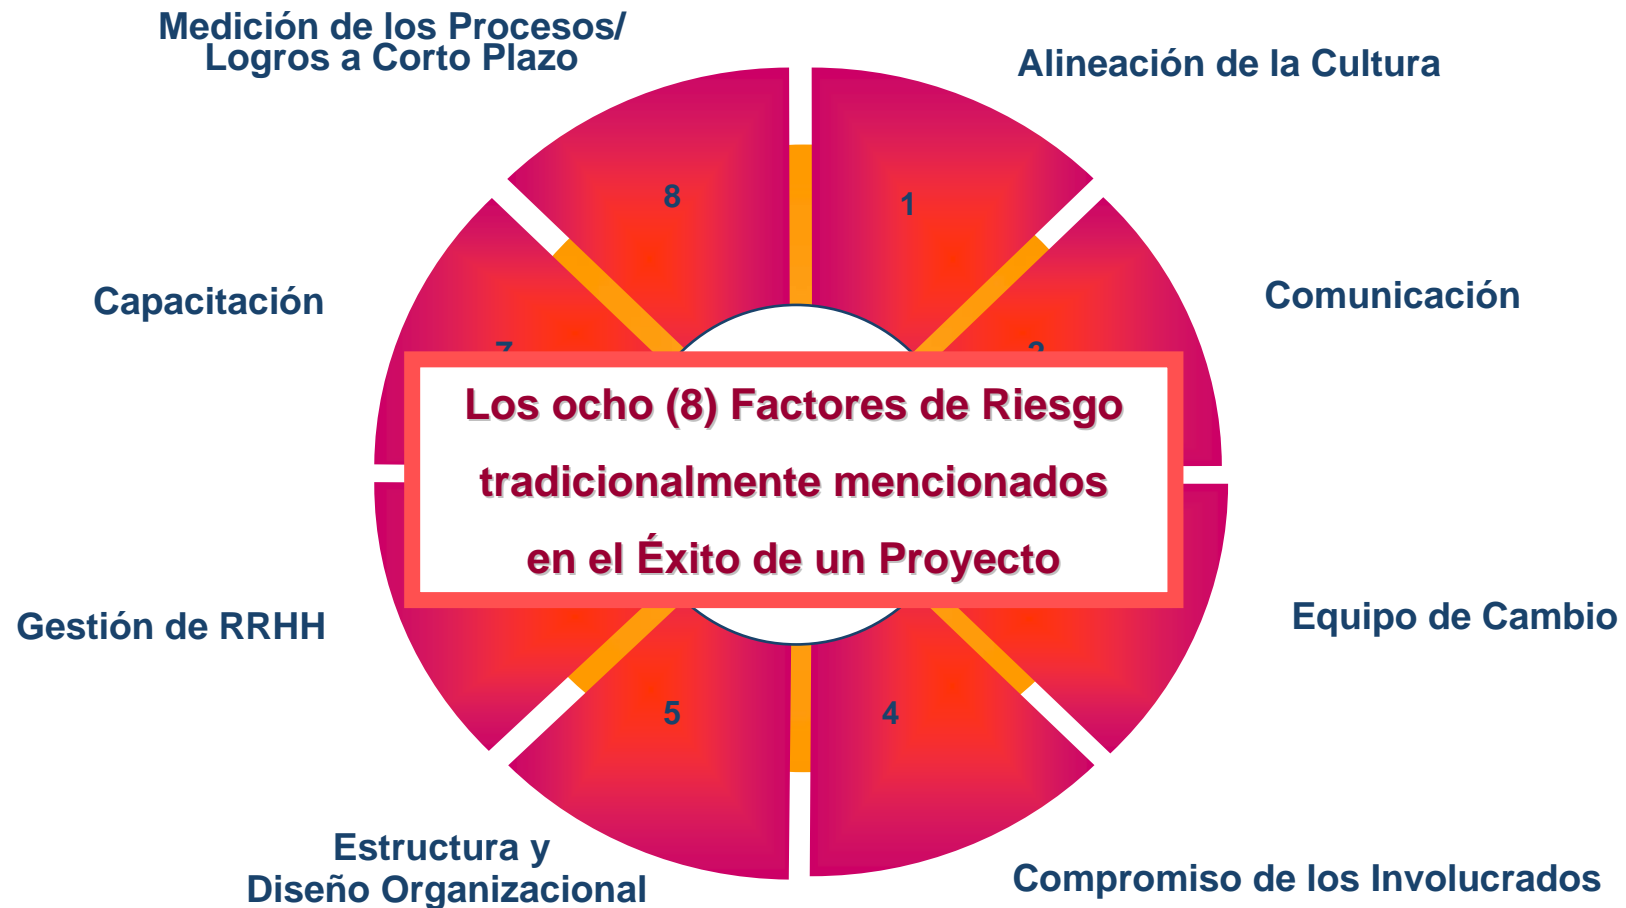 Medición de los Procesos/
Logros a Corto Plazo
Alineación de la Cultura
8
1
Capacitación
Comunicación
7
2
Los ocho (8) Factores de Riesgo
tradicionalmente mencionados
en el Éxito de un Proyecto
Gestión de RRHH
Equipo de Cambio
5
4
Estructura y
Diseño Organizacional
Compromiso de los Involucrados